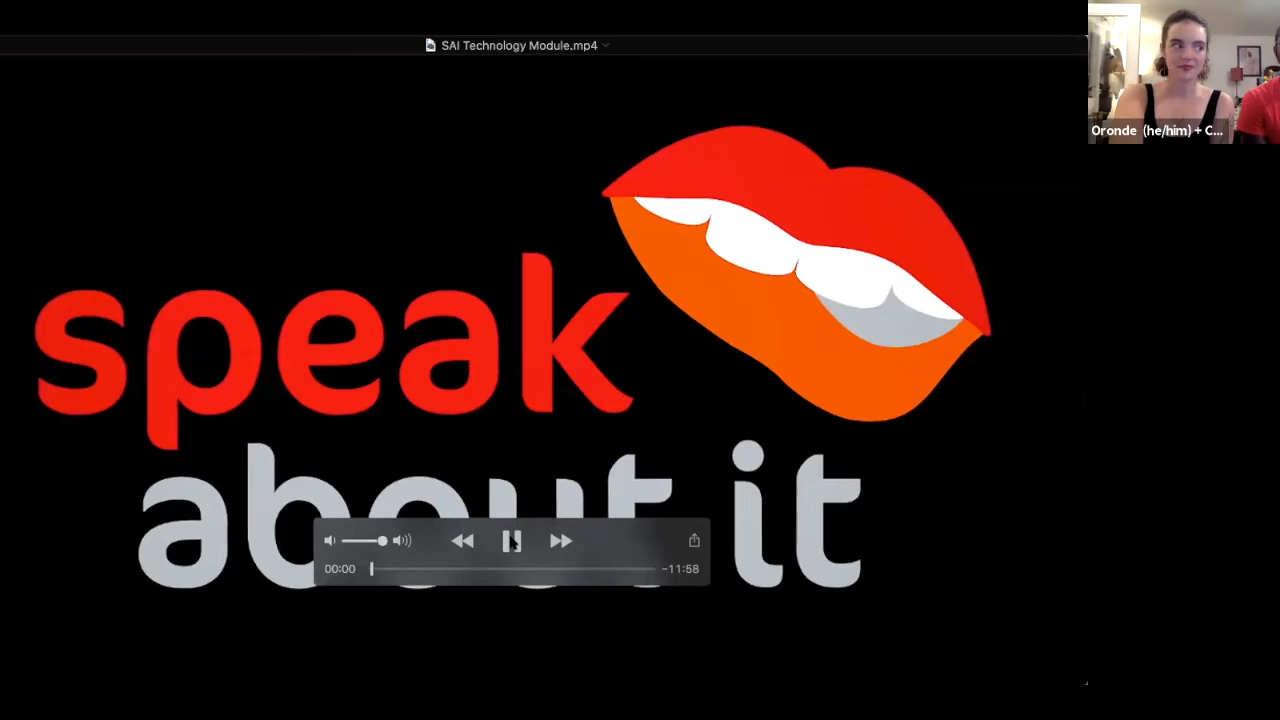 SAI Technology Module.mp4
Oronde (he/him) + C...
speak
about it
00:00
-11:58